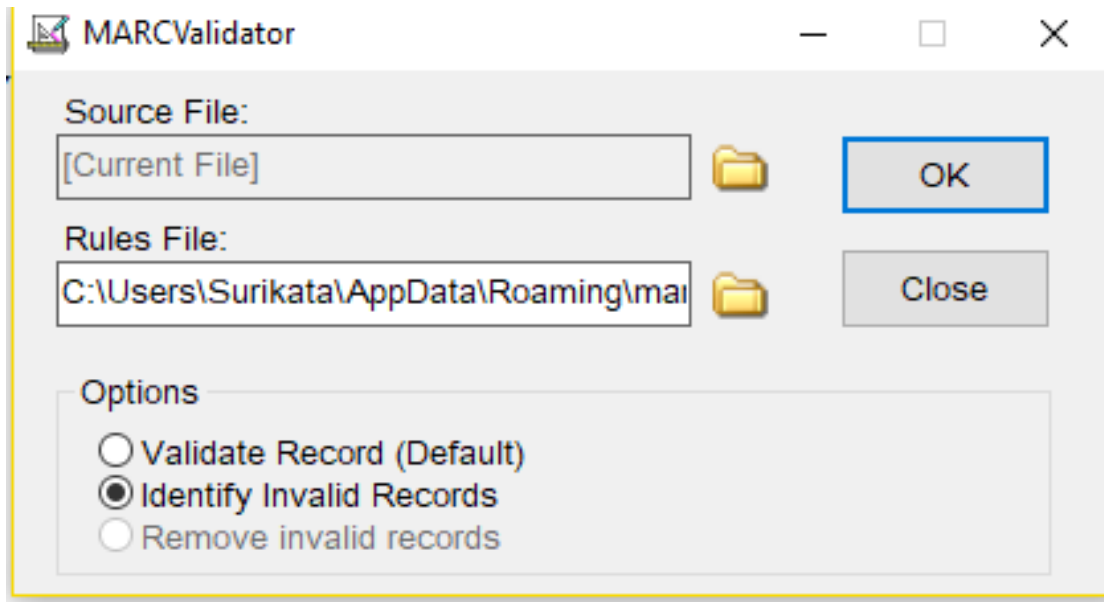 MARCValidator
Source File:
[Current File]
OK
Rules File:
C:\Users\Surikata\AppData\Roaming\mar
Close
Options
Validate Record (Default)
Identify Invalid Records
Remove invalid records